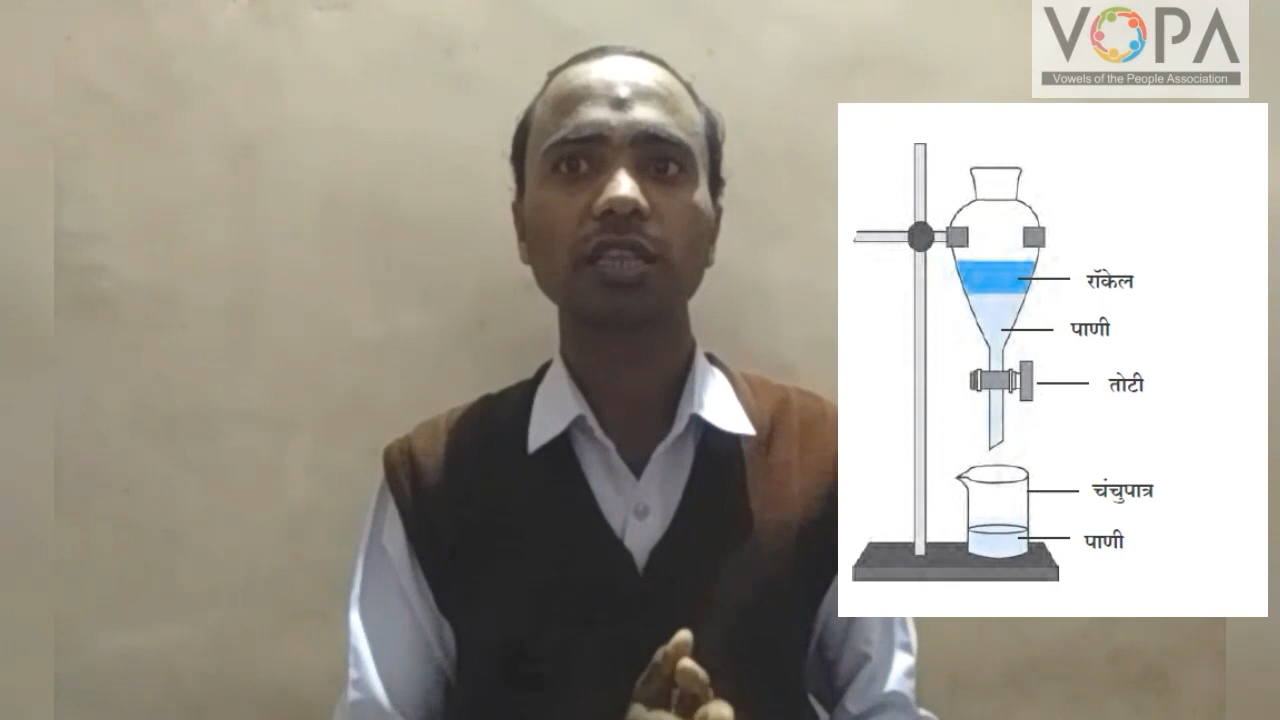 VOPA
Vowels of the People Association
रॉकेल
पाणी
तोटी
चंचुपात्र
पाणी